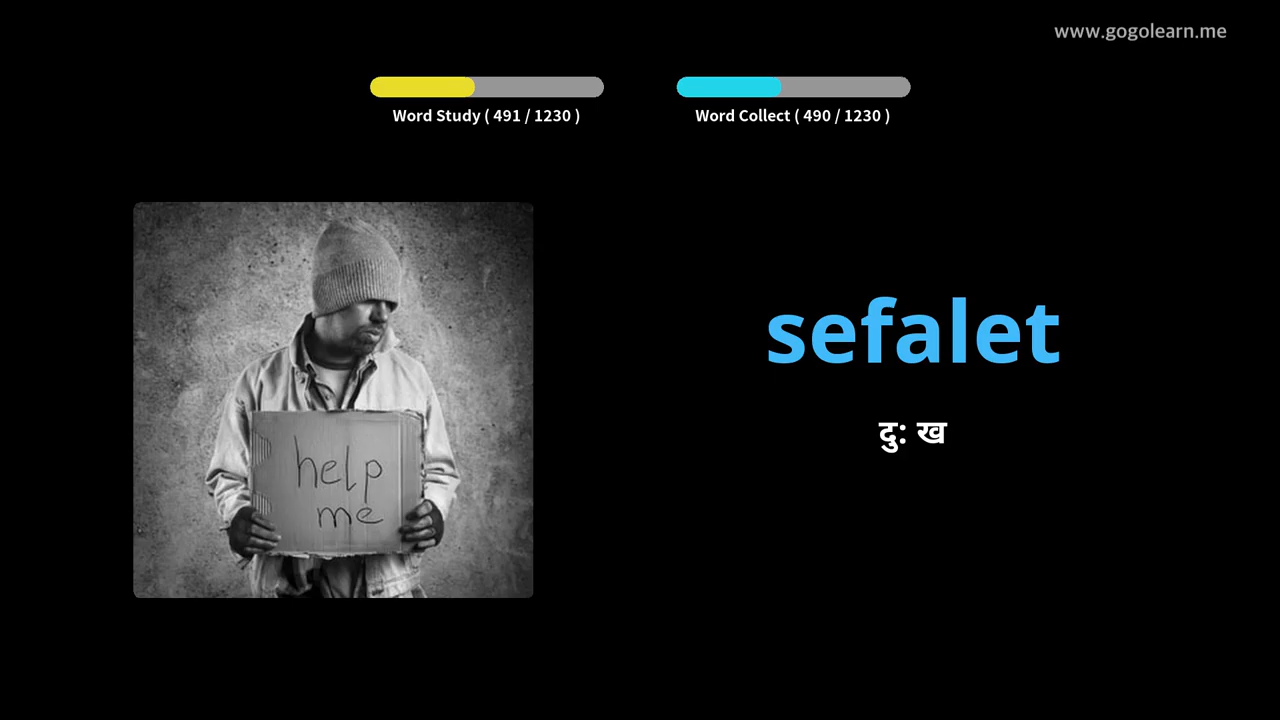 www.gogolearn.me
Word Study ( 491 / 1230 )
Word Collect ( 490 / 1230 )
sefalet
दु: ख
help
me